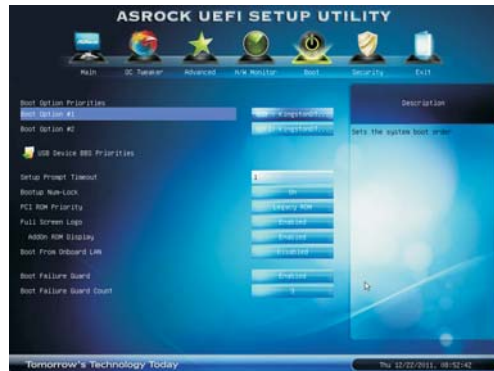 ASROCK UEFI SETUP UTILITY
Main OC Tweaker Advanced H/W Monitor Boot Security Exit
Description
Boot Option Priorities
Boot Option #1
Sets the system boot order
Boot Option #2
USB Device BBS Priorities
Setup Prompt Timeout 1
Bootup Num-Lock On
PCI ROM Priority Legacy ROM
Full Screen Logo Enabled
AddOn ROM Display Enabled
Boot From Onboard LAN Disabled
Boot Failure Guard Enabled
Boot Failure Guard Count 3
Tomorrow's Technology Today
Thu 12/22/2011, 08:52:42